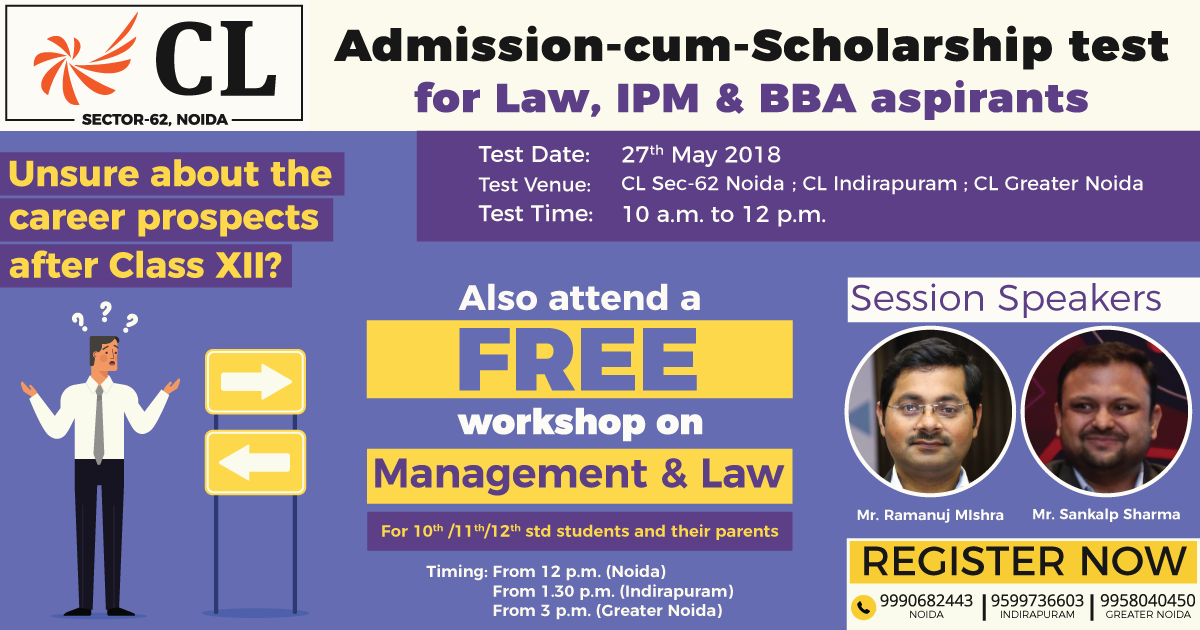 CL
SECTOR-62, NOIDA
Admission-cum-Scholarship test
for Law, IPM & BBA aspirants
Test Date: 27th May 2018
Test Venue: CL Sec-62 Noida ; CL Indirapuram ; CL Greater Noida
Test Time: 10 a.m. to 12 p.m.
Unsure about the
career prospects
after Class XII?
? ? ?
Also attend a
FREE
workshop on
Management & Law
For 10th /11th/12th std students and their parents
Timing: From 12 p.m. (Noida)
From 1.30 p.m. (Indirapuram)
From 3 p.m. (Greater Noida)
Session Speakers
Mr. Ramanuj MIshra
Mr. Sankalp Sharma
REGISTER NOW
9990682443 | 9599736603 | 9958040450
NOIDA INDIRAPURAM GREATER NOIDA